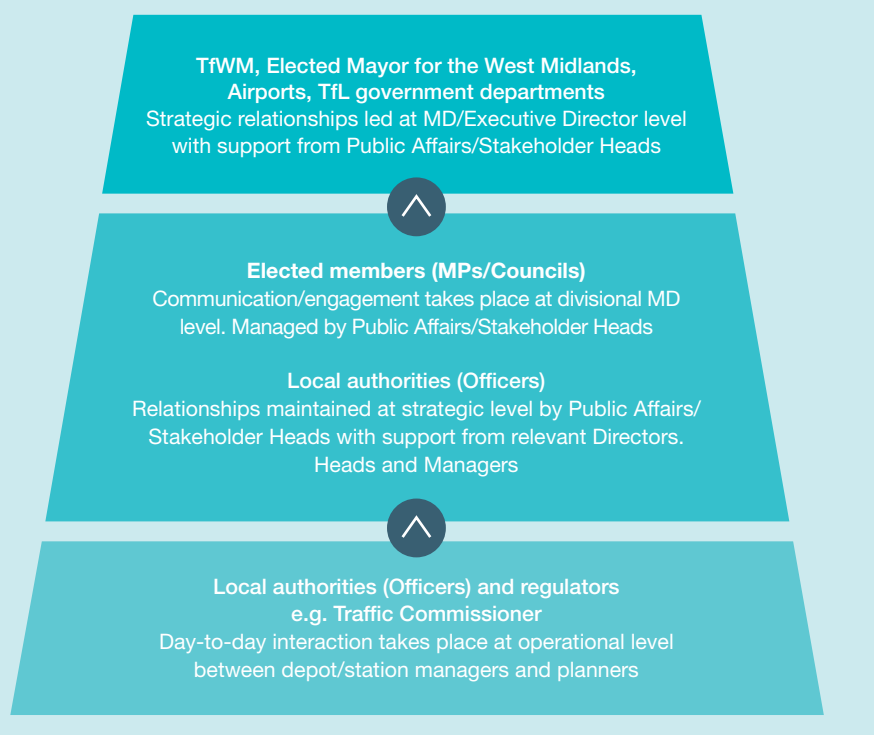 TfWM, Elected Mayor for the West Midlands,
Airports, TfL government departments
Strategic relationships led at MD/Executive Director level
with support from Public Affairs/Stakeholder Heads
Elected members (MPs/Councils)
Communication/engagement takes place at divisional MD
level. Managed by Public Affairs/Stakeholder Heads
Local authorities (Officers)
Relationships maintained at strategic level by Public Affairs/
Stakeholder Heads with support from relevant Directors.
Heads and Managers
Local authorities (Officers) and regulators
e.g. Traffic Commissioner
Day-to-day interaction takes place at operational level
between depot/station managers and planners